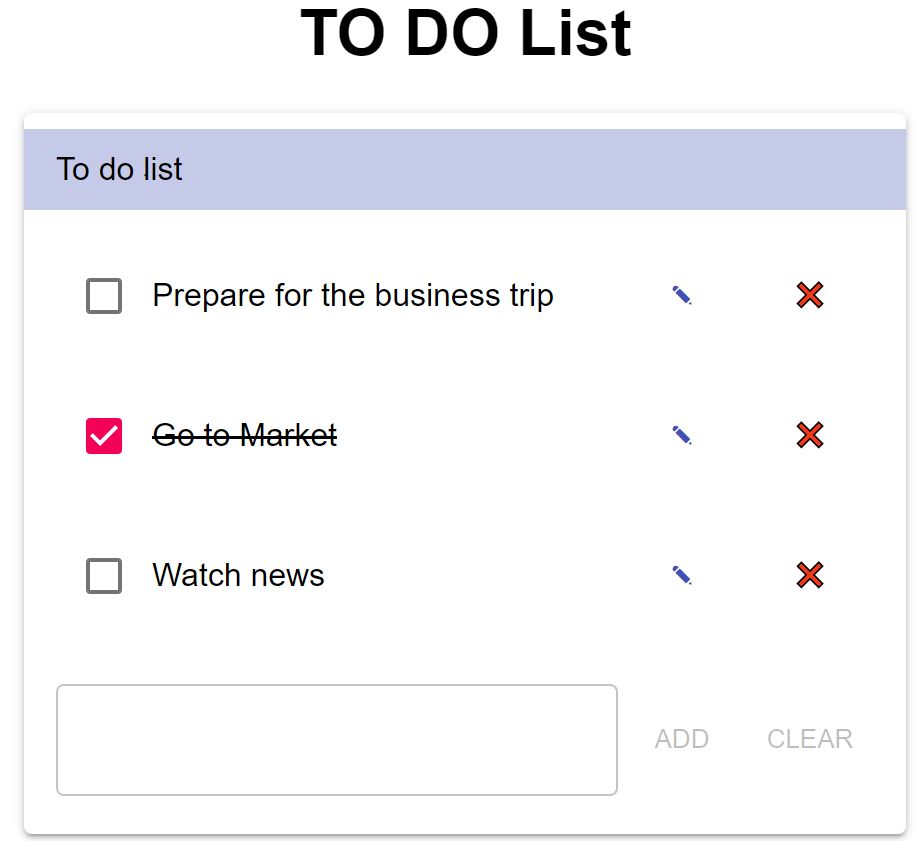 TO DO List
To do list
Prepare for the business trip
Go to Market
Watch news
ADD CLEAR